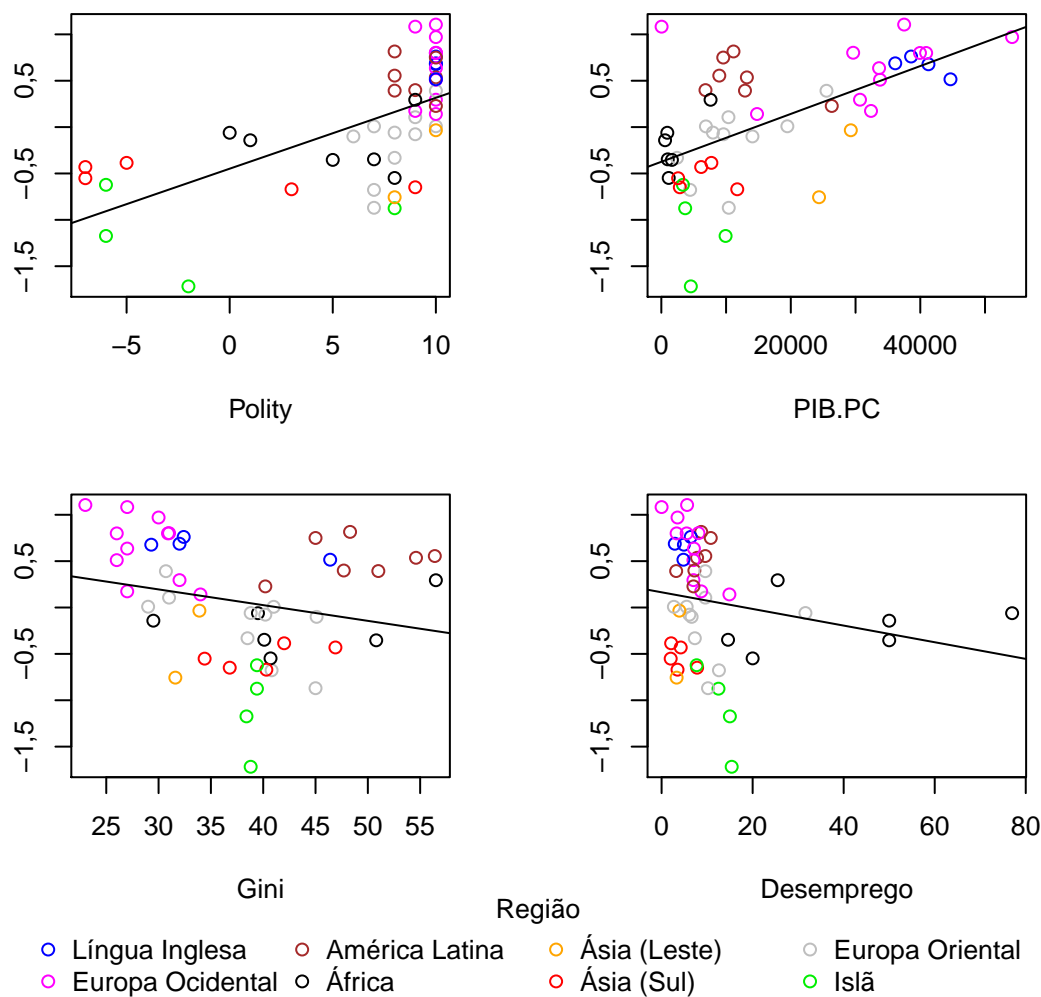 0,5
−0,5
−1,5
−5 0 5 10
Polity
0,5
−0,5
−1,5
0 20000 40000
PIB.PC
0,5
−0,5
−1,5
25 30 35 40 45 50 55
Gini
0,5
−0,5
−1,5
0 20 40 60 80
Desemprego
Região
Língua Inglesa América Latina Ásia (Leste) Europa Oriental
Europa Ocidental África Ásia (Sul) Islã